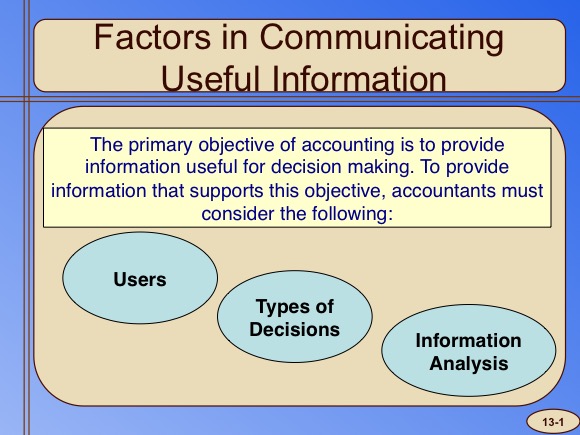 Factors in Communicating
Useful Information
The primary objective of accounting is to provide
information useful for decision making. To provide
information that supports this objective, accountants must
consider the following:
Users
Types of
Decisions
Information
Analysis
13-1